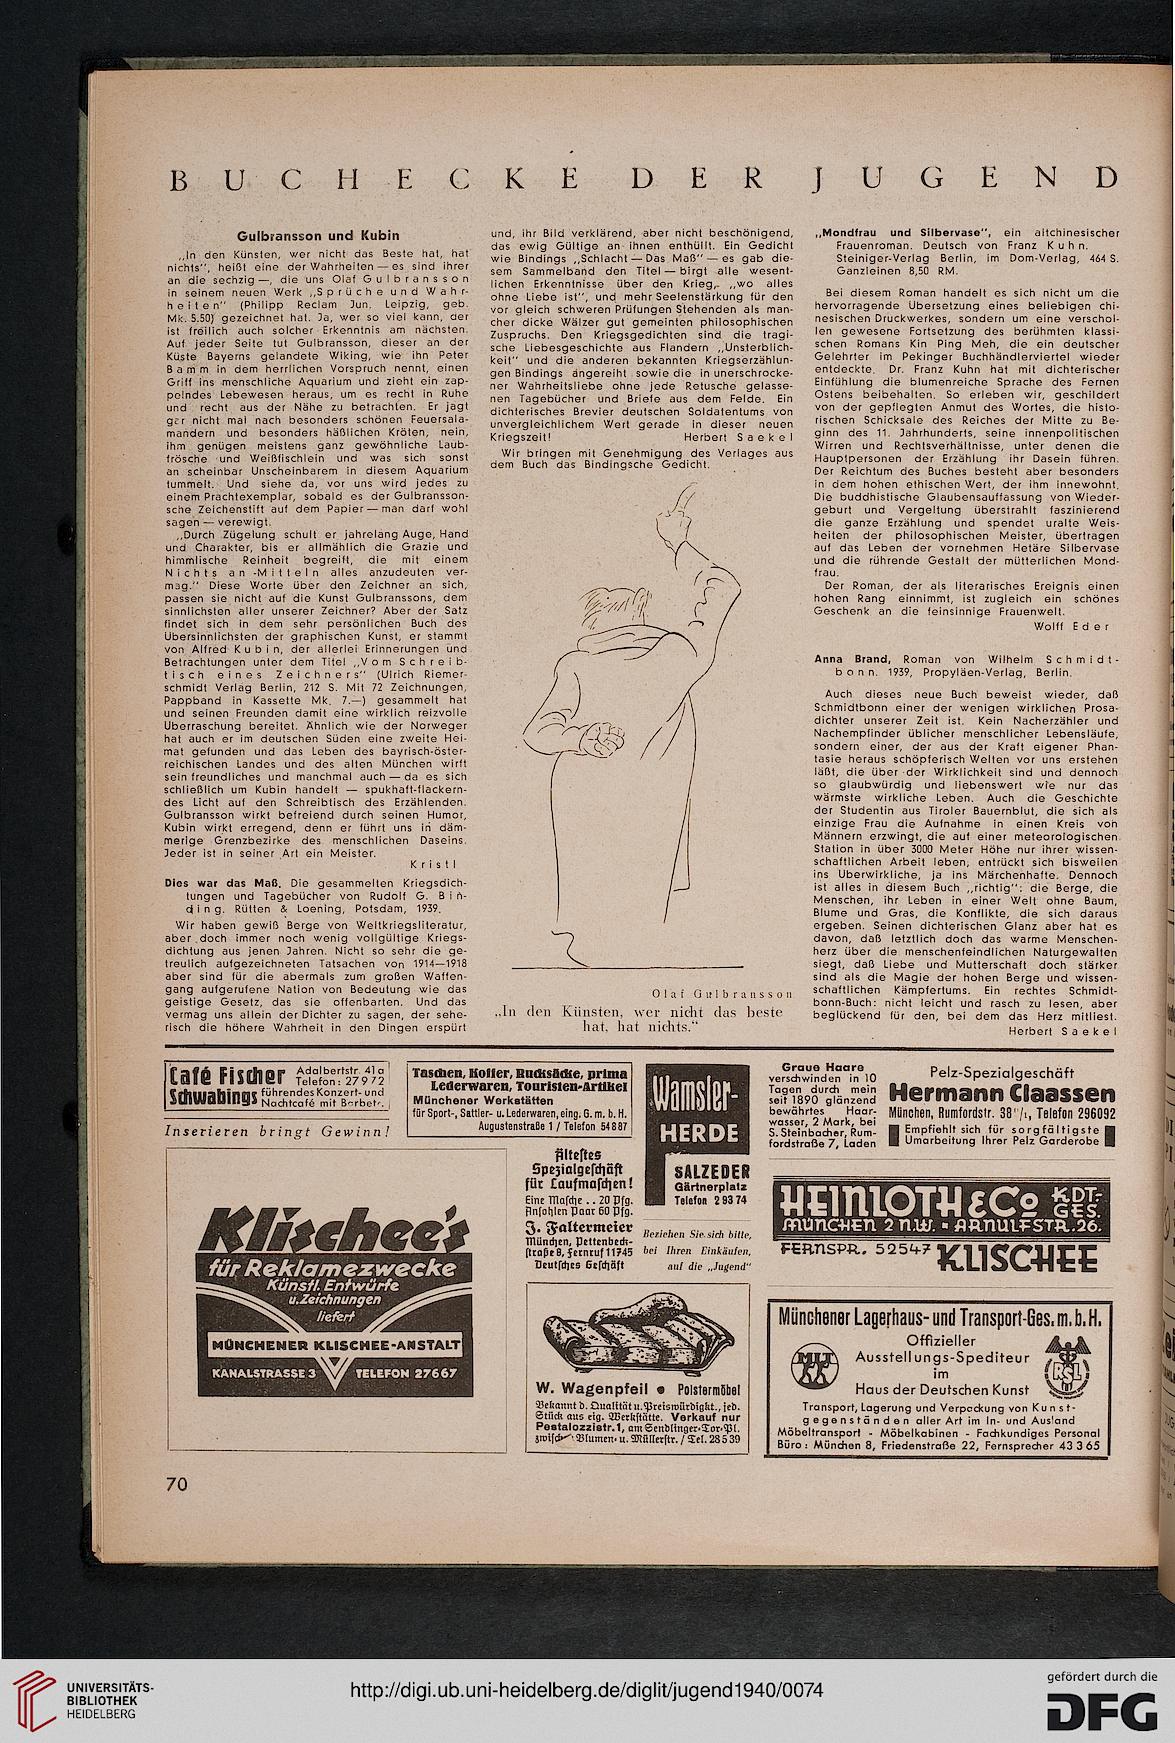 BUCHECKE DER JUGEND
Gulbransson und Kubin
„In den Künsten, wer nicht das Beste hat, hat
nichts", heißt eine der Wahrheiten — es sind ihrer
an die sechzig —, die uns Olaf Gulbransson
in seinem neuen Werk „Sprüche und Wahr-
heiten" (Philipp Reclam Jun. Leipzig, geb.
Mk. 5.50) gezeichnet hat. Ja, wer so viel kann, der
ist freilich auch solcher Erkenntnis am nächsten.
Auf jeder Seite tut Gulbransson, dieser an der
Küste Bayerns gelandete Wiking, wie ihn Peter
Bamm in dem herrlichen Vorspruch nennt, einen
Griff ins menschliche Aquarium und zieht ein zap-
pelndes Lebewesen heraus, um es recht in Ruhe
und recht aus der Nähe zu betrachten. Er jagt
gar nicht mal nach besonders schönen Feuersala-
mandern und besonders häßlichen Kröten, nein,
ihm genügen meistens ganz gewöhnliche Laub-
frösche und Weißfischlein und was sich sonst
an scheinbar Unscheinbarem in diesem Aquarium
tummelt. Und siehe da, vor uns wird jedes zu
einem Prachtexemplar, sobald es der Gulbransson-
sche Zeichenstift auf dem Papier — man darf wohl
sagen — verewigt.
„Durch Zügelung schult er jahrelang Auge, Hand
und Charakter, bis er allmählich die Grazie und
himmlische Reinheit begreift, die mit einem
Nichts an Mitteln alles anzudeuten ver-
mag." Diese Worte über den Zeichner an sich,
passen sie nicht auf die Kunst Gulbranssons, dem
sinnlichsten aller unserer Zeichner? Aber der Satz
findet sich in dem sehr persönlichen Buch des
Übersinnlichsten der graphischen Kunst, er stammt
von Alfred Kubin, der allerlei Erinnerungen und
Betrachtungen unter dem Titel „Vom Schreib-
tisch eines Zeichners" (Ulrich Riemer-
schmidt Verlag Berlin, 212 S. Mit 72 Zeichnungen,
Pappband in Kassette Mk. 7.—) gesammelt hat
und seinen Freunden damit eine wirklich reizvolle
Überraschung bereitet. Ähnlich wie der Norweger
hat auch er im deutschen Süden eine zweite Hei-
mat gefunden und das Leben des bayrisch-öster-
reichischen Landes und des alten München wirft
sein freundliches und manchmal auch — da es sich
schließlich um Kubin handelt — spukhaft-flackern-
des Licht auf den Schreibtisch des Erzählenden.
Gulbransson wirkt befreiend durch seinen Humor,
Kubin wirkt erregend, denn er führt uns in däm-
merige Grenzbezirke des menschlichen Daseins.
Jeder ist in seiner Art ein Meister.
Kristl
Dies war das Maß. Die gesammelten Kriegsdich-
tungen und Tagebücher von Rudolf G. Bin-
ding. Rütten & Loening, Potsdam, 1939.
Wir haben gewiß Berge von Weltkriegsliteratur,
aber doch immer noch wenig vollgültige Kriegs-
dichtung aus jenen Jahren. Nicht so sehr die ge-
treulich aufgezeichneten Tatsachen von 1914—1918
aber sind für die abermals zum großen Waffen-
gang aufgerufene Nation von Bedeutung wie das
geistige Gesetz, das sie offenbarten. Und das
vermag uns allein der Dichter zu sagen, der sehe-
risch die höhere Wahrheit in den Dingen erspürt
und, ihr Bild verklärend, aber nicht beschönigend,
das ewig Gültige an ihnen enthüllt. Ein Gedicht
wie Bindings „Schlacht — Das Maß" — es gab die-
sem Sammelband den Titel — birgt alle wesent-
lichen Erkenntnisse über den Krieg, „wo alles
ohne Liebe ist", und mehr Seelenstärkung für den
vor gleich schweren Prüfungen Stehenden als man-
cher dicke Wälzer gut gemeinten philosophischen
Zuspruchs. Den Kriegsgedichten sind die tragi-
sche Liebesgeschichte aus Flandern „Unsterblich-
keit" und die anderen bekannten Kriegserzählun-
gen Bindings angereiht sowie die in unerschrocke-
ner Wahrheitsliebe ohne jede Retusche gelasse-
nen Tagebücher und Briefe aus dem Felde. Ein
dichterisches Brevier deutschen Soldatentums von
unvergleichlichem Wert gerade in dieser neuen
Kriegszeit! Herbert Saekel
Wir bringen mit Genehmigung des Verlages aus
dem Buch das Bindingsche Gedicht.
Olaf Gulbransson
„In den Künsten, wer nicht das beste
hat, hat nichts."
„Mondfrau und Silbervase", ein altchinesischer
Frauenroman. Deutsch von Franz Kuhn.
Steiniger-Verlag Berlin, im Dom-Verlag, 464 S.
Ganzleinen 8,50 RM.
Bei diesem Roman handelt es sich nicht um die
hervorragende Übersetzung eines beliebigen chi-
nesischen Druckwerkes, sondern um eine verschol-
len gewesene Fortsetzung des berühmten klassi-
schen Romans Kin Ping Meh, die ein deutscher
Gelehrter im Pekinger Buchhändlerviertel wieder
entdeckte. Dr. Franz Kuhn hat mit dichterischer
Einfühlung die blumenreiche Sprache des Fernen
Ostens beibehalten. So erleben wir, geschildert
von der gepflegten Anmut des Wortes, die histo-
rischen Schicksale des Reiches der Mitte zu Be-
ginn des 11. Jahrhunderts, seine innenpolitischen
Wirren und Rechtsverhältnisse, unter denen die
Hauptpersonen der Erzählung ihr Dasein führen.
Der Reichtum des Buches besteht aber besonders
in dem hohen ethischen Wert, der ihm innewohnt.
Die buddhistische Glaubensauffassung von Wieder-
geburt und Vergeltung überstrahlt faszinierend
die ganze Erzählung und spendet uralte Weis-
heiten der philosophischen Meister, übertragen
auf das Leben der vornehmen Hetäre Silbervase
und die rührende Gestalt der mütterlichen Mond-
frau.
Der Roman, der als literarisches Ereignis einen
hohen Rang einnimmt, ist zugleich ein schönes
Geschenk an die feinsinnige Frauenwelt.
Wolff Eder
Anna Brand, Roman von Wilhelm Schmidt-
bonn. 1939, Propyläen-Verlag, Berlin.
Auch dieses neue Buch beweist wieder, daß
Schmidtbonn einer der wenigen wirklichen Prosa-
dichter unserer Zeit ist. Kein Nacherzähler und
Nachempfinder üblicher menschlicher Lebensläufe,
sondern einer, der aus der Kraft eigener Phan-
tasie heraus schöpferisch Welten vor uns erstehen
läßt, die über der Wirklichkeit sind und dennoch
so glaubwürdig und liebenswert wie nur das
wärmste wirkliche Leben. Auch die Geschichte
der Studentin aus Tiroler Bauernblut, die sich als
einzige Frau die Aufnahme in einen Kreis von
Männern erzwingt, die auf einer meteorologischen
Station in über 3000 Meter Höhe nur ihrer wissen-
schaftlichen Arbeit leben, entrückt sich bisweilen
ins Überwirkliche, ja ins Märchenhafte. Dennoch
ist alles in diesem Buch „richtig": die Berge, die
Menschen, ihr Leben in einer Welt ohne Baum,
Blume und Gras, die Konflikte, die sich daraus
ergeben. Seinen dichterischen Glanz aber hat es
davon, daß letztlich doch das warme Menschen-
herz über die menschenfeindlichen Naturgewalten
siegt, daß Liebe und Mutterschaft doch stärker
sind als die Magie der hohen Berge und wissen-
schaftlichen Kämpfertums. Ein rechtes Schmidt-
bonn-Buch: nicht leicht und rasch zu lesen, aber
beglückend für den, bei dem das Herz mitliest.
Herbert Saekel
Café Fischer
Schwabings
Adalbertstr. 41a
Telefon: 27972
führendes Konzert- und
Nachtcafé mit Barbetr.
Inserieren bringt Gewinn!
Taschen, Koffer, Rucksäcke, prima
Lederwaren, Touristen-Artikel
Münchener Werkstätten
für Sport-, Sattler- u. Lederwaren, eing. G. m. b. H.
Augustenstraße 1 / Telefon 54887
Wamsler-
HERDE
SALZEDER
Gärtnerplatz
Telefon 29374
Graue Haare
verschwinden in 10
Tagen durch mein
seit 1890 glänzend
bewährtes Haar-
wasser, 2 Mark, bei
S. Steinbacher, Rum-
fordstraße 7, Laden
Pelz-Spezialgeschäft
Hermann Claassen
München, Rumfordstr. 38/I, Telefon 296092
Empfiehlt sich für sorgfältigste
Umarbeitung Ihrer Pelz Garderobe
Klischee's
für Reklamezwecke
Künstl. Entwürfe
u. Zeichnungen
liefert
MÜNCHENER KLISCHEE-ANSTALT
KANALSTRASSE 3 TELEFON 27667
Ältestes
Spezialgeschäft
für Laufmaschen!
Eine Masche .. 20 Pfg.
Ansohlen Paar 60 Pfg.
J. Faltermeier
München, Pettenbeck-
straße 8, Fernruf 11745
Deutsches Geschäft
Beziehen Sie sich bitte,
bei Ihren Einkäufen,
auf die „Jugend"
HEINLOTH & Co KDT-
GES.
MÜNCHEN 2 N.W. • ARNULFSTR. 26.
FERNSPR. 52547 KLISCHEE
W. Wagenpfeil • Polstermöbel
Bekannt d. Qualität u. Preiswürdigkt., jed.
Stück aus eig. Werkstätte. Verkauf nur
Pestalozzistr. 1, am Sendlinger-Tor-Pl.
zwisch. Blumen- u. Müllerstr. / Tel. 28539
Münchener Lagerhaus- und Transport-Ges. m. b. H.
Offizieller
Ausstellungs-Spediteur
im
Haus der Deutschen Kunst
RSL
Transport, Lagerung und Verpackung von Kunst-
gegenständen aller Art im In- und Ausland
Möbeltransport - Möbelkabinen - Fachkundiges Personal
Büro: München 8, Friedenstraße 22, Fernsprecher 43365
70
UNIVERSITÄTS-
BIBLIOTHEK
HEIDELBERG
http://digi.ub.uni-heidelberg.de/diglit/jugend1940/0074
gefördert durch die
DFG